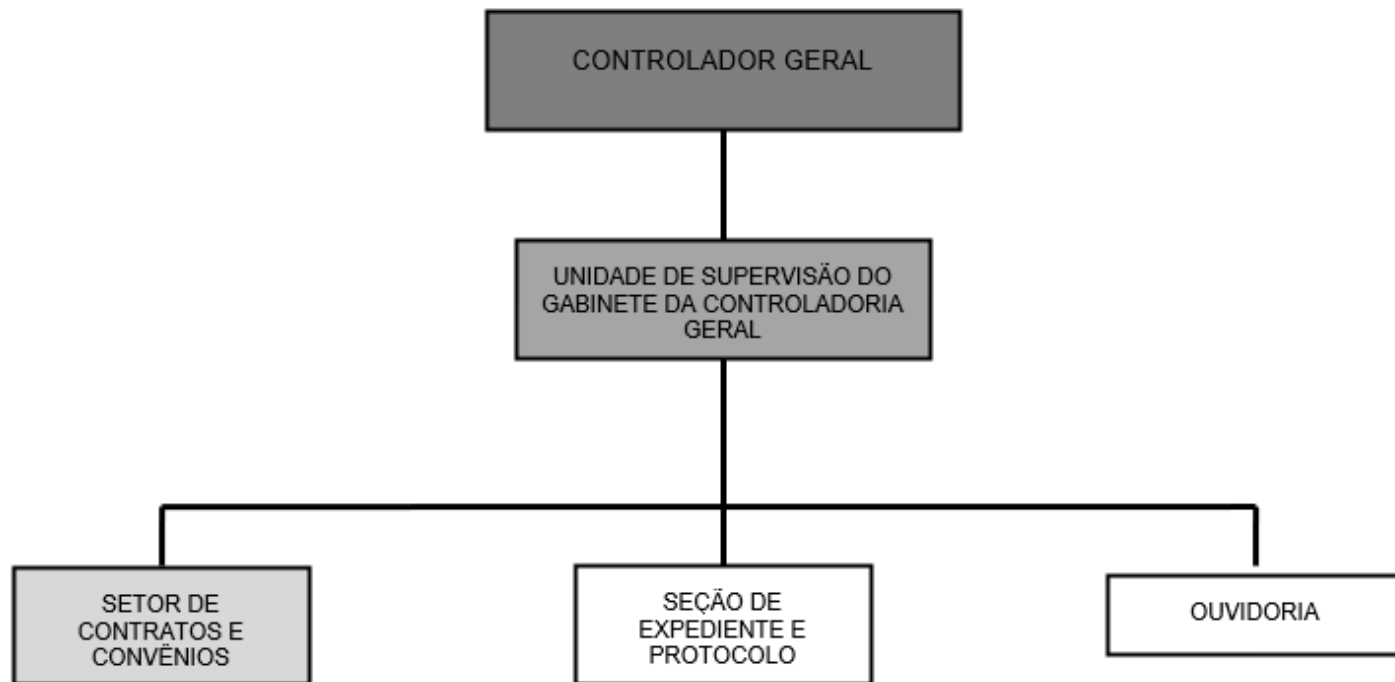 CONTROLADOR GERAL
UNIDADE DE SUPERVISÃO DO
GABINETE DA CONTROLADORIA
GERAL
SETOR DE
CONTRATOS E
CONVÊNIOS
SEÇÃO DE
EXPEDIENTE E
PROTOCOLO
OUVIDORIA